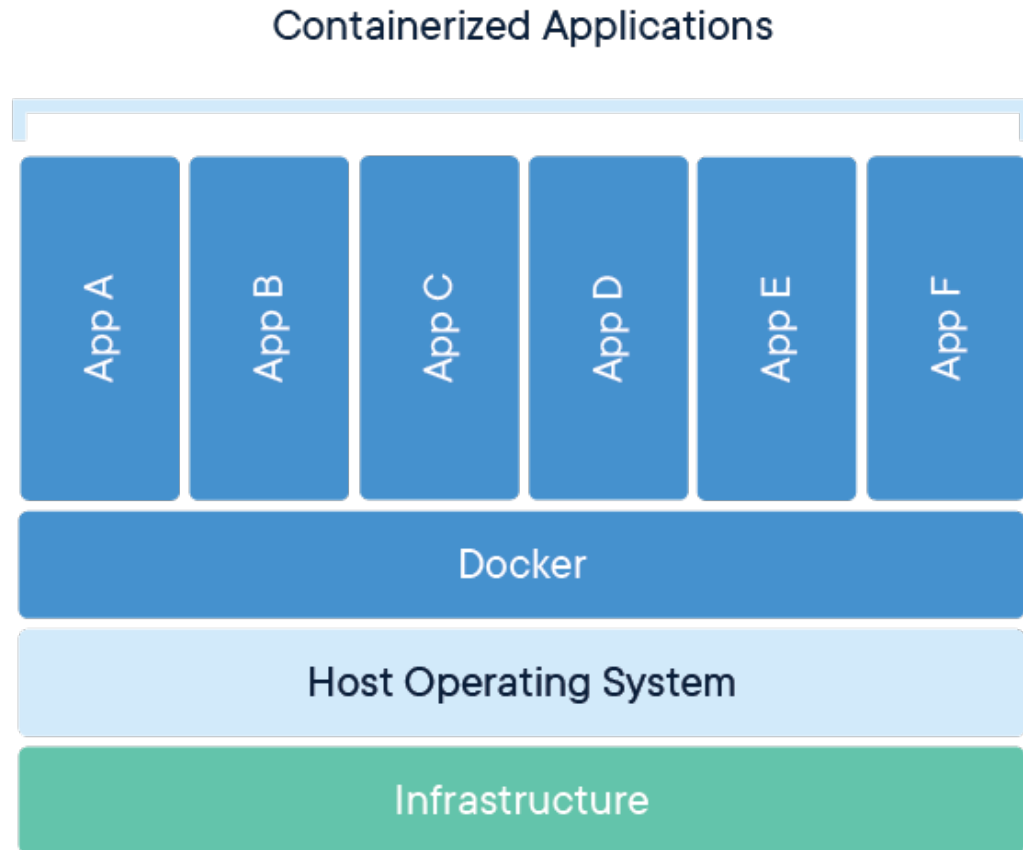 Containerized Applications
App A
App B
App C
App D
App E
App F
Docker
Host Operating System
Infrastructure